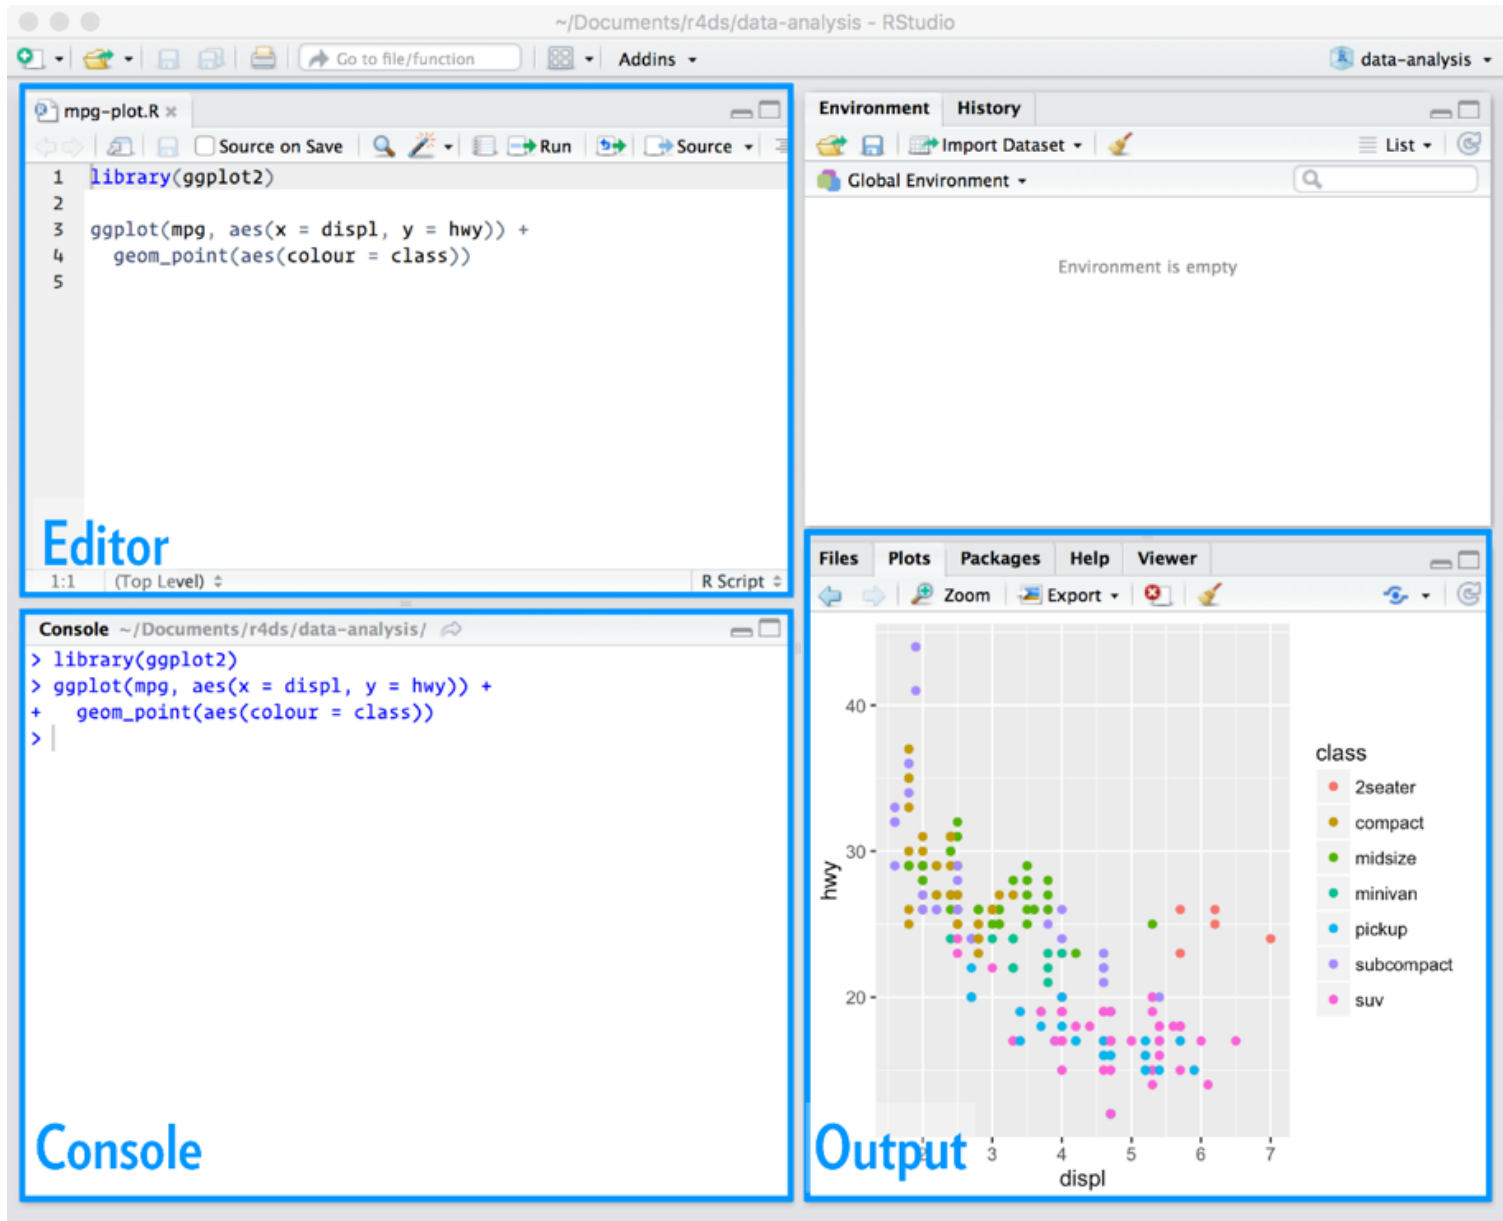 ~/Documents/r4ds/data-analysis - RStudio
Go to file/function
Addins
data-analysis
mpg-plot.R
Source on Save
Run
Source
1 library(ggplot2)
2
3 ggplot(mpg, aes(x = displ, y = hwy)) +
4 geom_point(aes(colour = class))
5
Editor
1:1 (Top Level)
R Script
Environment History
Import Dataset
List
Global Environment
Environment is empty
Console ~/Documents/r4ds/data-analysis/
> library(ggplot2)
> ggplot(mpg, aes(x = displ, y = hwy)) +
+ geom_point(aes(colour = class))
>
Console
Files Plots Packages Help Viewer
Zoom Export
40
30
20
hwy
2 3 4 5 6 7
displ
class
2seater
compact
midsize
minivan
pickup
subcompact
suv
Output